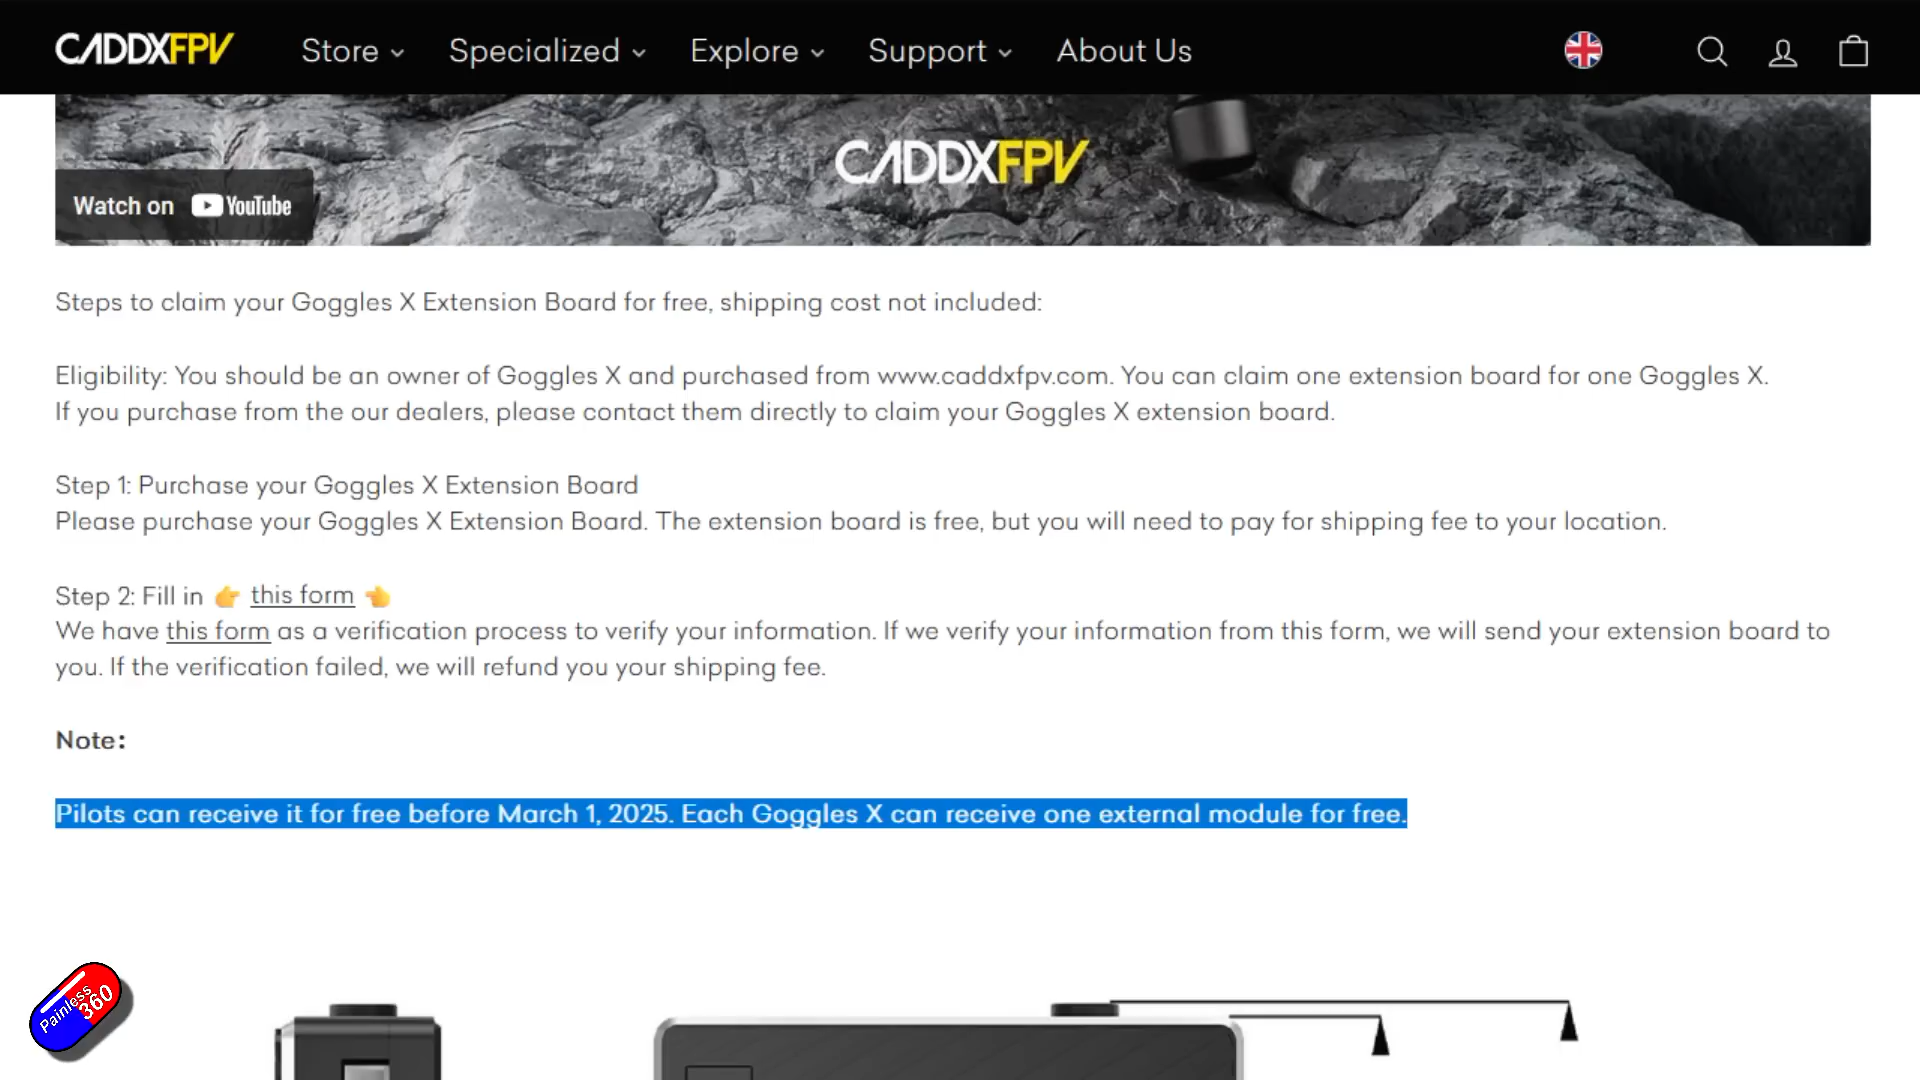 CADDXFPV Store Specialized Explore Support About Us
CADDXFPV
Watch on YouTube
Steps to claim your Goggles X Extension Board for free, shipping cost not included:
Eligibility: You should be an owner of Goggles X and purchased from www.caddxfpv.com. You can claim one extension board for one Goggles X.
If you purchase from the our dealers, please contact them directly to claim your Goggles X extension board.
Step 1: Purchase your Goggles X Extension Board
Please purchase your Goggles X Extension Board. The extension board is free, but you will need to pay for shipping fee to your location.
Step 2: Fill in 👉 this form 👈
We have this form as a verification process to verify your information. If we verify your information from this form, we will send your extension board to
you. If the verification failed, we will refund you your shipping fee.
Note:
Pilots can receive it for free before March 1, 2025. Each Goggles X can receive one external module for free.
Painless
360